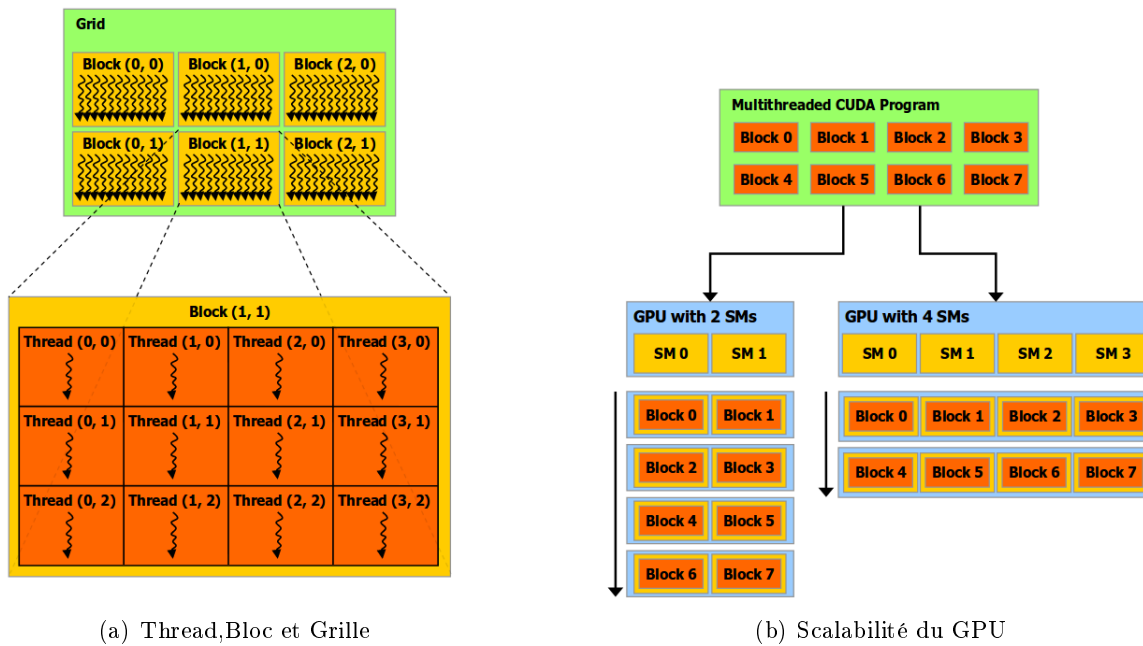 Grid
Block (0, 0) Block (1, 0) Block (2, 0)
Block (0, 1) Block (1, 1) Block (2, 1)
Block (1, 1)
Thread (0, 0) Thread (1, 0) Thread (2, 0) Thread (3, 0)
Thread (0, 1) Thread (1, 1) Thread (2, 1) Thread (3, 1)
Thread (0, 2) Thread (1, 2) Thread (2, 2) Thread (3, 2)
(a) Thread,Bloc et Grille
Multithreaded CUDA Program
Block 0 Block 1 Block 2 Block 3
Block 4 Block 5 Block 6 Block 7
GPU with 2 SMs
SM 0 SM 1
Block 0 Block 1
Block 2 Block 3
Block 4 Block 5
Block 6 Block 7
GPU with 4 SMs
SM 0 SM 1 SM 2 SM 3
Block 0 Block 1 Block 2 Block 3
Block 4 Block 5 Block 6 Block 7
(b) Scalabilité du GPU